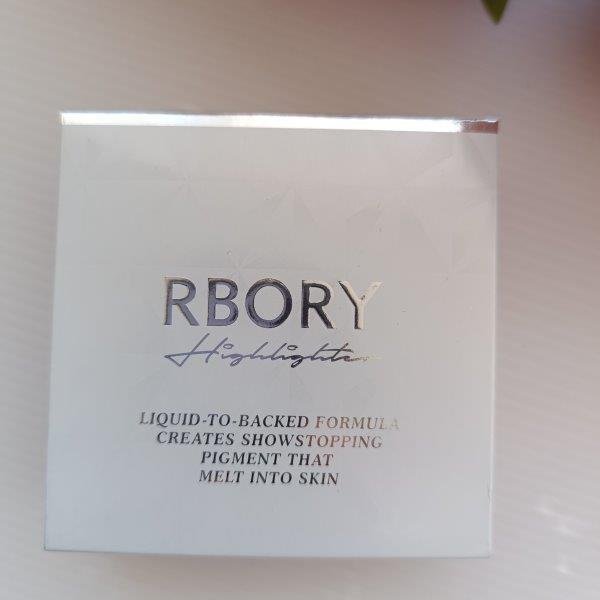 RBORY
Highlighter
LIQUID-TO-BACKED FORMULA
CREATES SHOWSTOPPING
PIGMENT THAT
MELT INTO SKIN